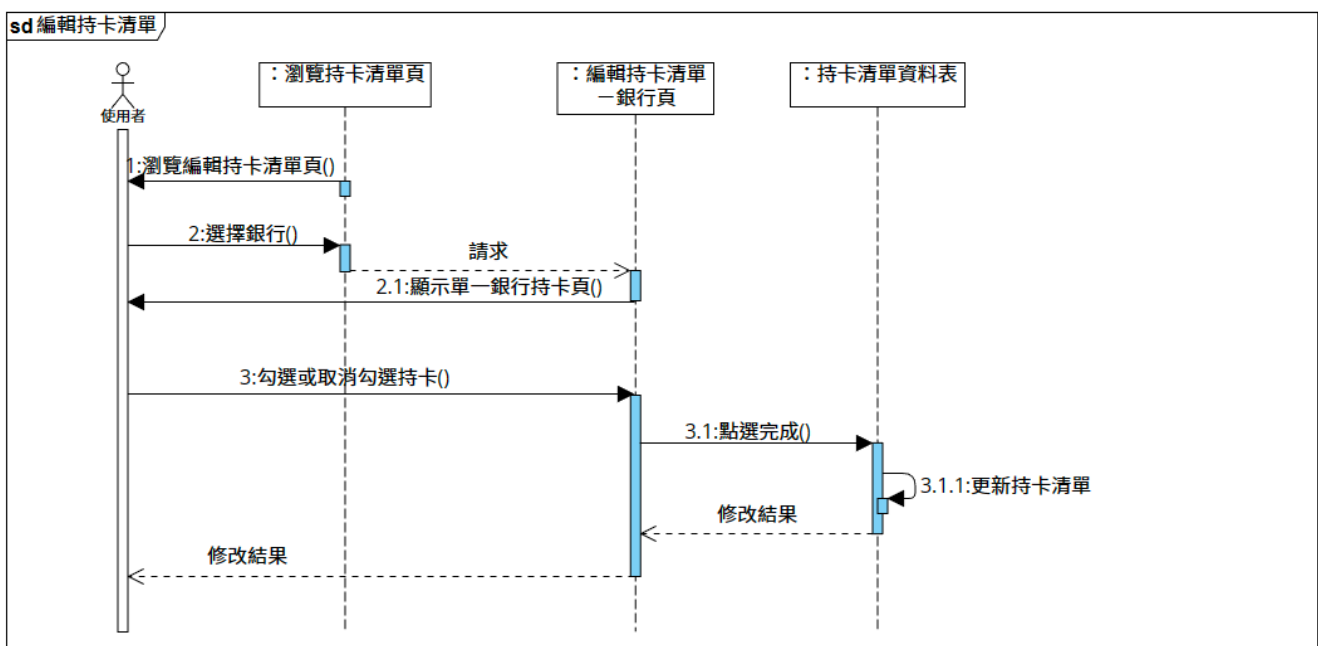 sd 編輯持卡清單
使用者
：瀏覽持卡清單頁
：編輯持卡清單
－銀行頁
：持卡清單資料表
1:瀏覽編輯持卡清單頁()
2:選擇銀行()
請求
2.1:顯示單一銀行持卡頁()
3:勾選或取消勾選持卡()
3.1:點選完成()
3.1.1:更新持卡清單
修改結果
修改結果